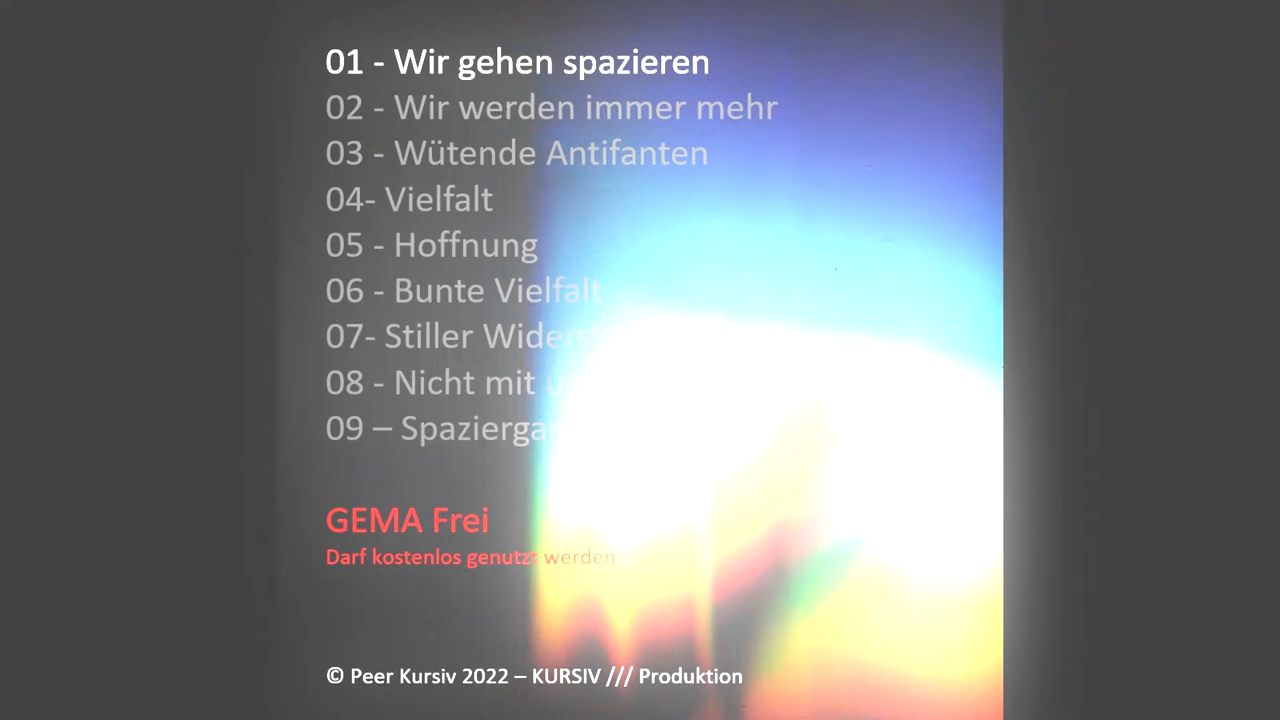 01 - Wir gehen spazieren
02 - Wir werden immer mehr
03 - Wütende Antifanten
04- Vielfalt
05 - Hoffnung
06 - Bunte Vielfalt
07- Stiller
08 - Nicht mit
09 –
GEMA Frei
Darf kostenlos genutzt werden
© Peer Kursiv 2022 – KURSIV /// Produktion